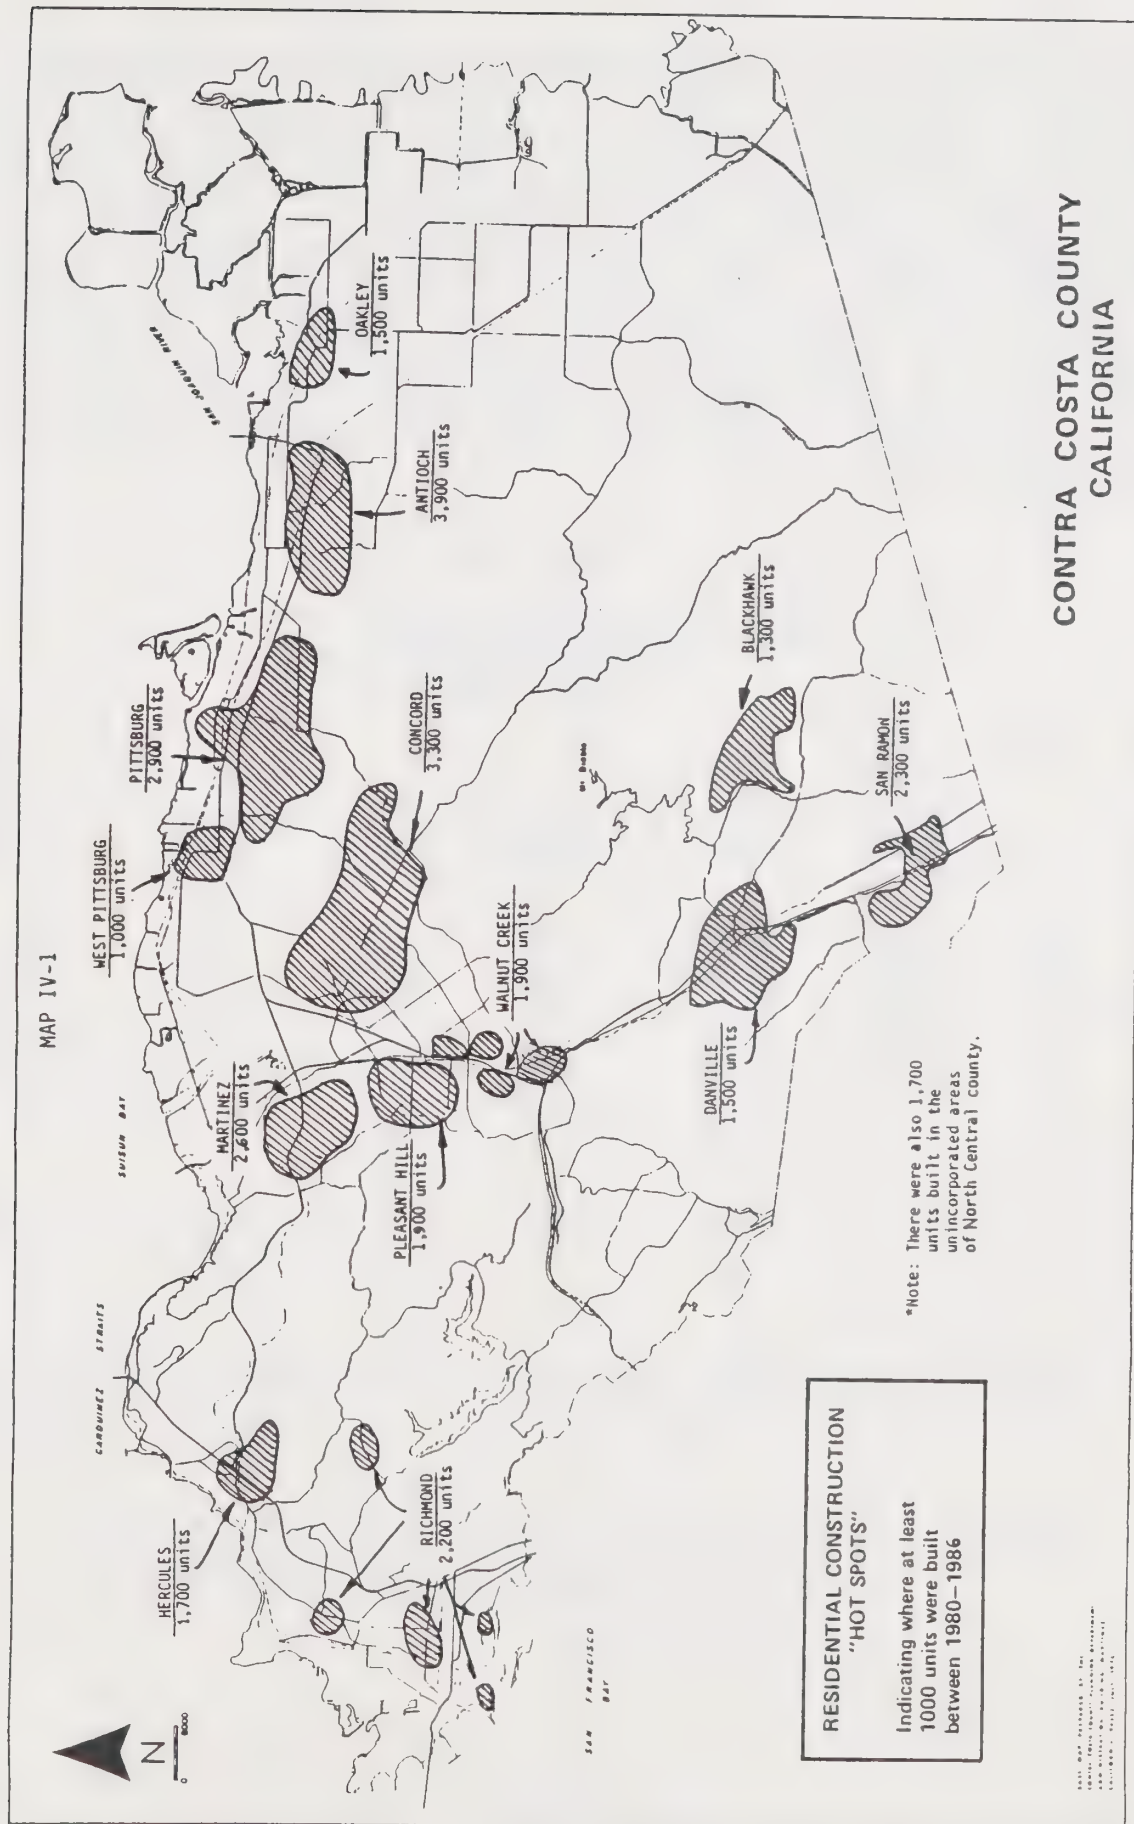 MAP IV-1
N
0 8000
CARQUINEZ STRAITS
SUISUN BAY
SAN JOAQUIN RIVER
SAN FRANCISCO
BAY
HERCULES
1,700 units
RICHMOND
2,200 units
MARTINEZ
2,600 units
PLEASANT HILL
1,900 units
WEST PITTSBURG
1,000 units
PITTSBURG
2,900 units
CONCORD
3,300 units
WALNUT CREEK
1,900 units
ANTIOCH
3,900 units
OAKLEY
1,500 units
MT DIABLO
BLACKHAWK
1,300 units
SAN RAMON
2,300 units
DANVILLE
1,500 units
*Note: There were also 1,700
units built in the
unincorporated areas
of North Central county.
RESIDENTIAL CONSTRUCTION
"HOT SPOTS"
Indicating where at least
1000 units were built
between 1980-1986
CONTRA COSTA COUNTY
CALIFORNIA